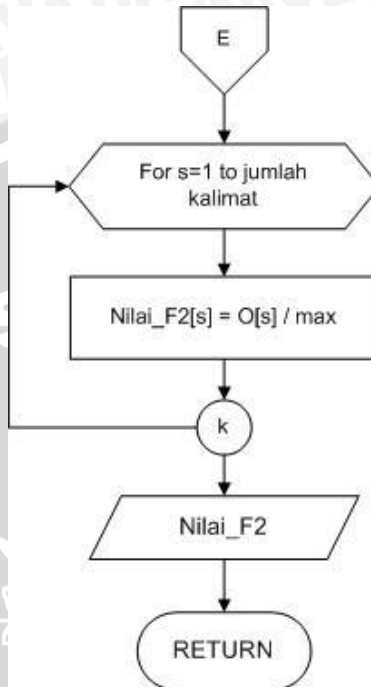 E
For s=1 to jumlah
kalimat
Nilai_F2[s] = O[s] / max
k
Nilai_F2
RETURN